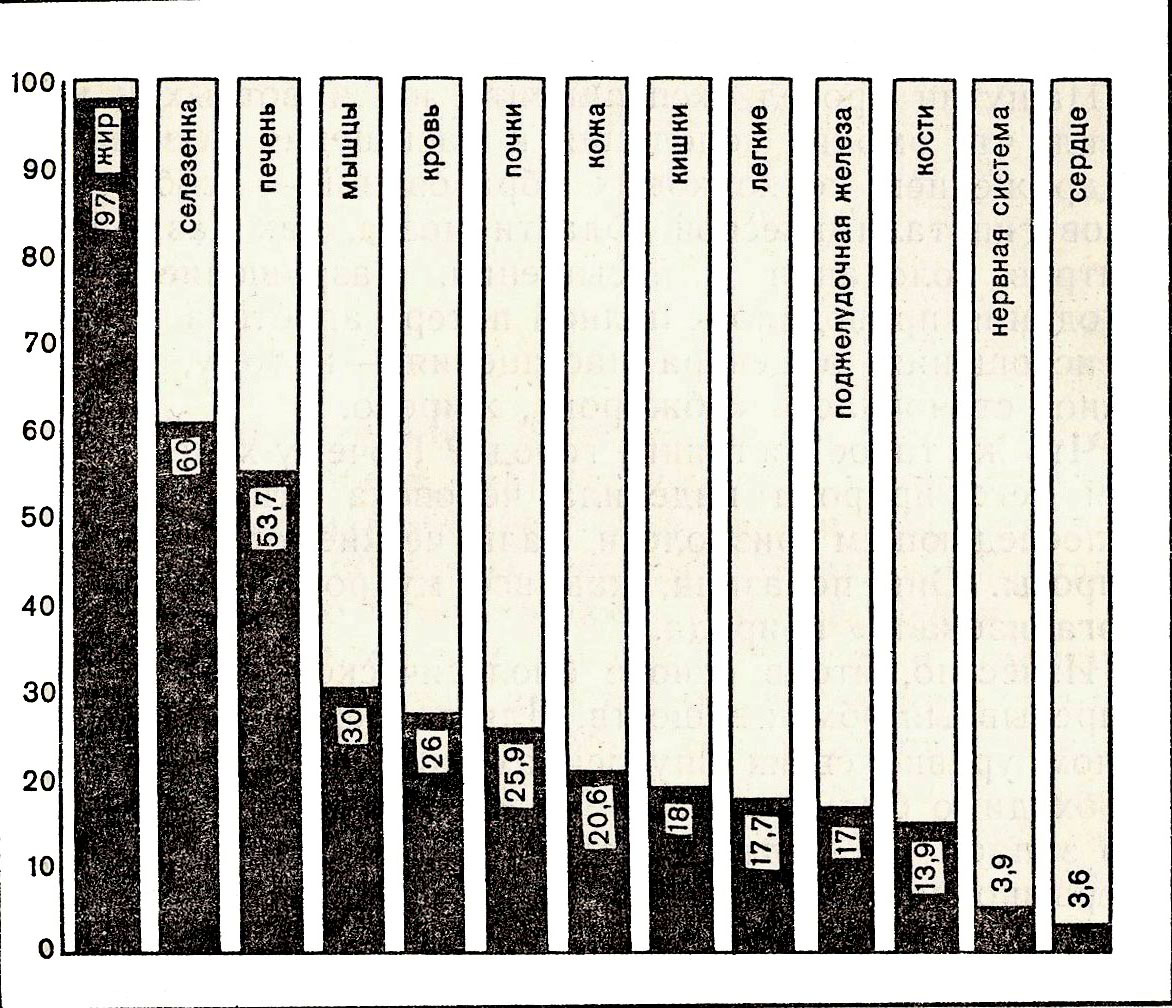 100
90
80
70
60
50
40
30
20
10
0
жир
97
селезенка
60
печень
53,7
мышцы
30
кровь
26
почки
25,9
кожа
20,6
кишки
18
легкие
17,7
поджелудочная железа
17
кости
13,9
нервная система
3,9
сердце
3,6